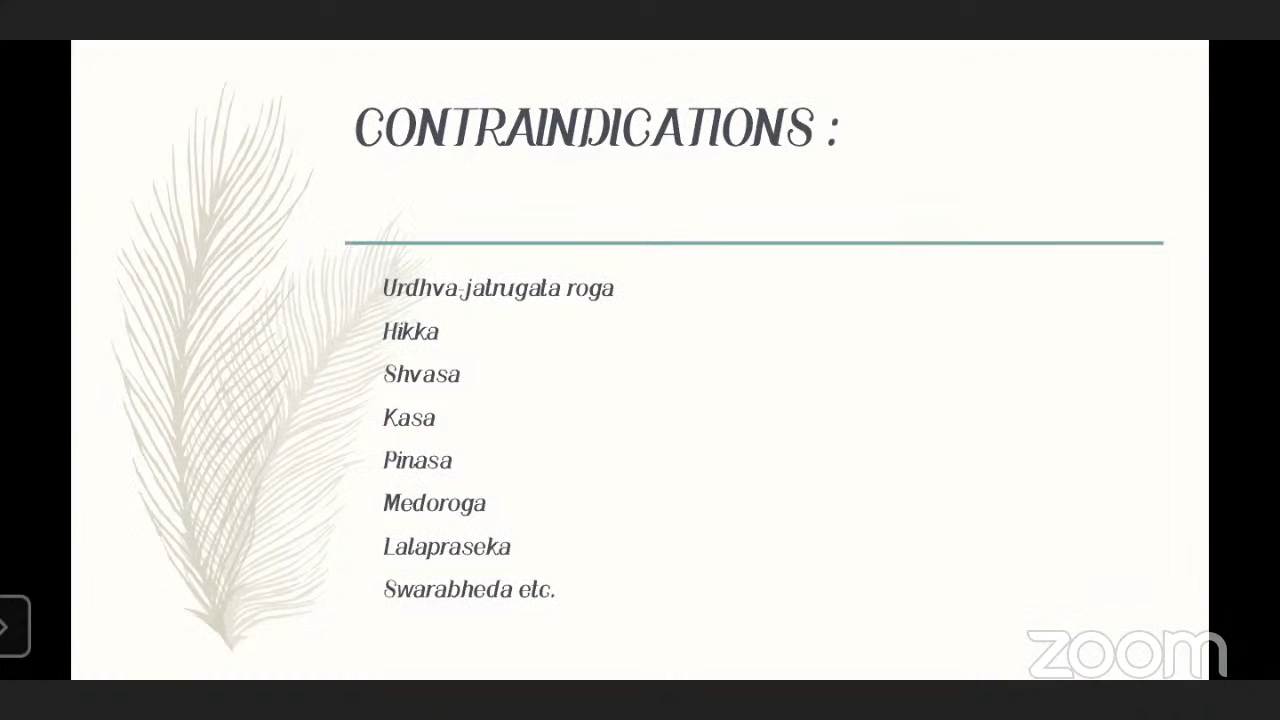 CONTRAINDICATIONS :
Urdhva-jatrugata roga
Hikka
Shvasa
Kasa
Pinasa
Medoroga
Lalapraseka
Swarabheda etc.
zoom